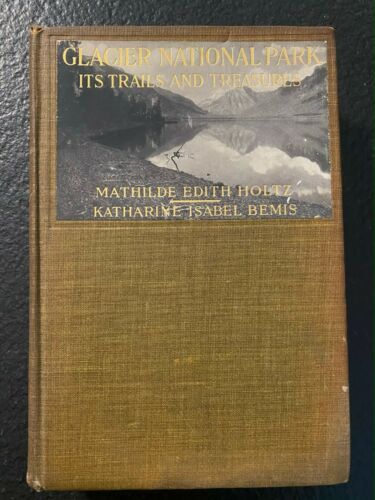 GLACIER NATIONAL PARK
ITS TRAILS AND TREASURES
MATHILDE EDITH HOLTZ
KATHARINE ISABEL BEMIS